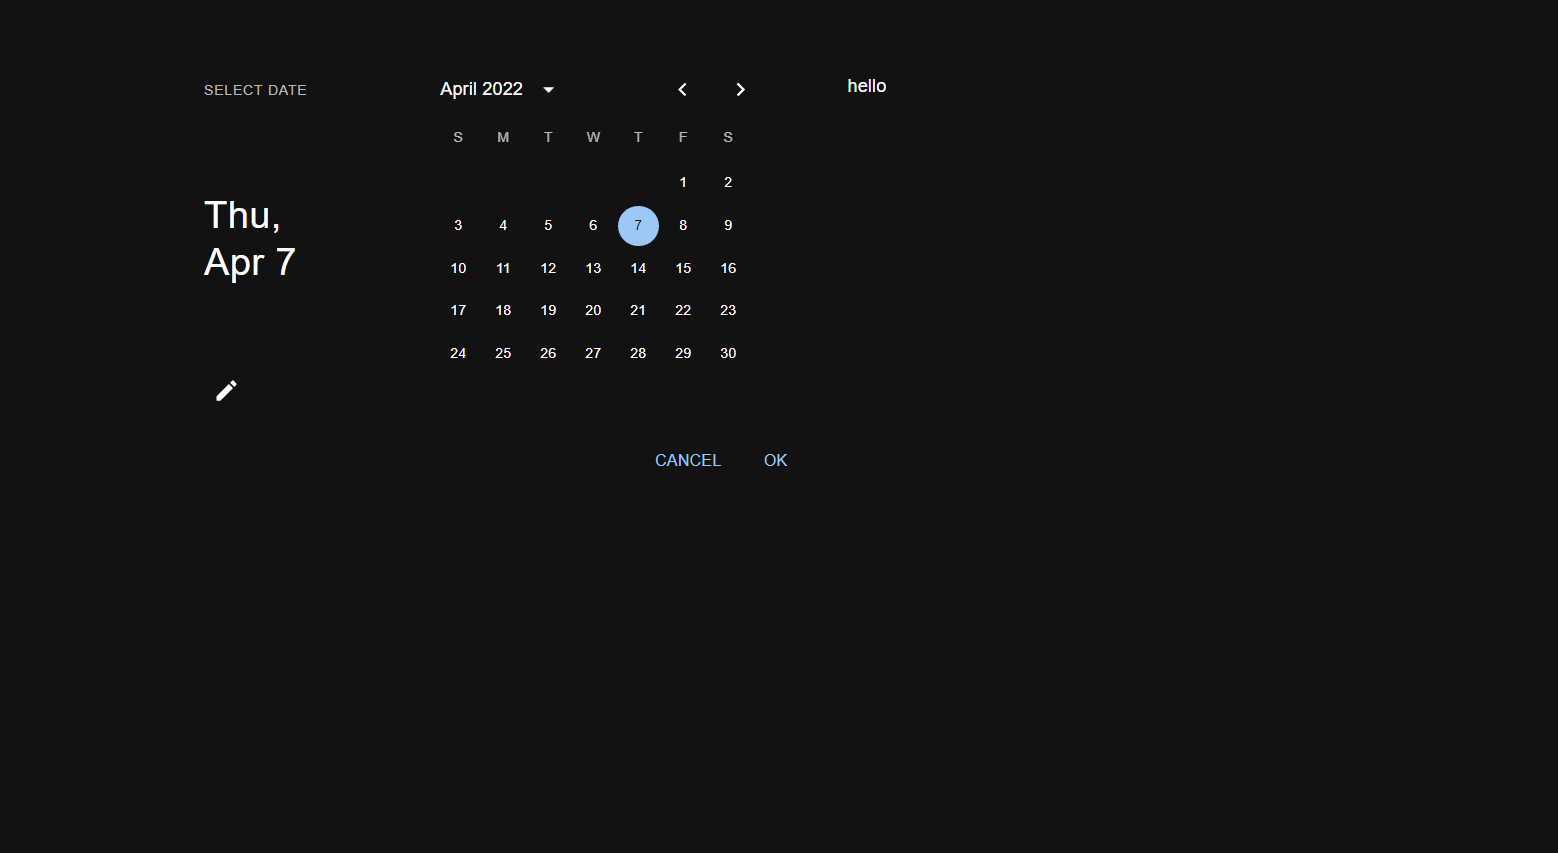 SELECT DATE
Thu,
Apr 7
April 2022
S M T W T F S
1 2
3 4 5 6 7 8 9
10 11 12 13 14 15 16
17 18 19 20 21 22 23
24 25 26 27 28 29 30
CANCEL OK
hello